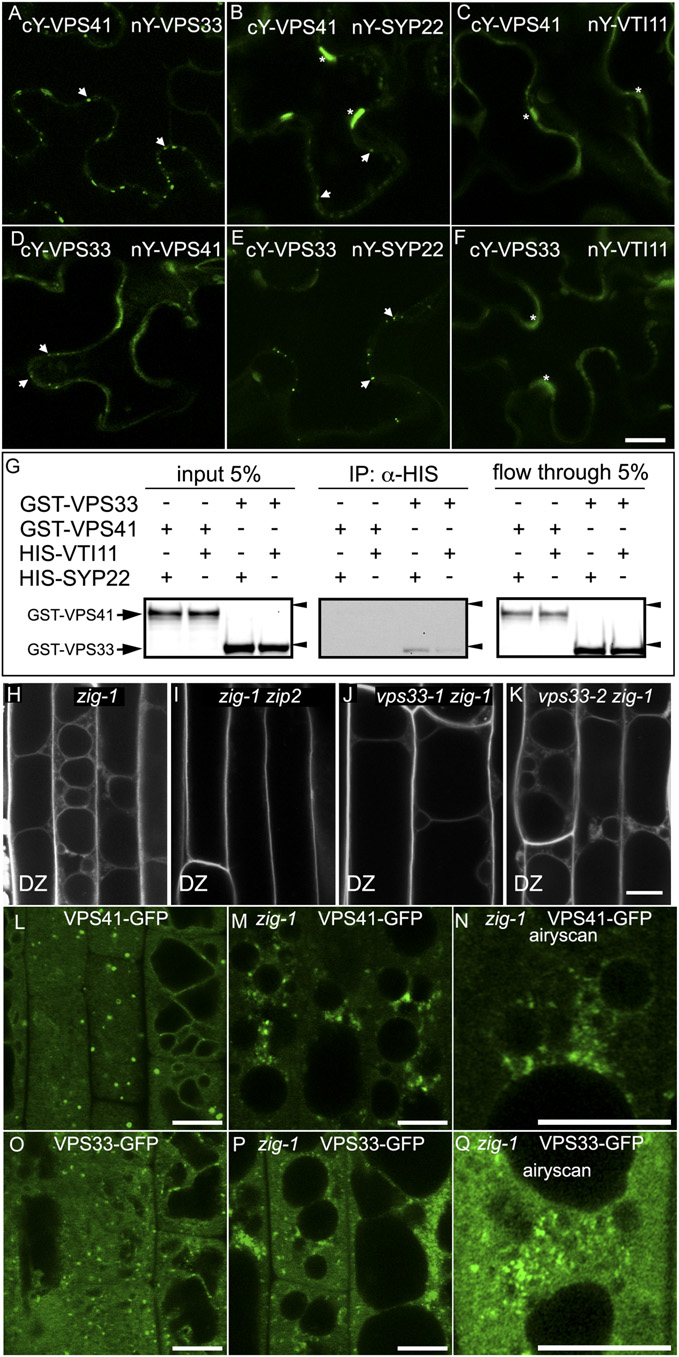 A cY-VPS41 nY-VPS33
B cY-VPS41 nY-SYP22
C cY-VPS41 nY-VTI11
D cY-VPS33 nY-VPS41
E cY-VPS33 nY-SYP22
F cY-VPS33 nY-VTI11
G input 5% IP: α-HIS flow through 5%
GST-VPS33 - - + + - - + + - - + +
GST-VPS41 + + - - + + - - + + - -
HIS-VTI11 - + - + - + - + - + - +
HIS-SYP22 + - + - + - + - + - + -
GST-VPS41
GST-VPS33
H zig-1
I zig-1 zip2
J vps33-1 zig-1
K vps33-2 zig-1
DZ DZ DZ DZ
L VPS41-GFP
M zig-1 VPS41-GFP
N zig-1 VPS41-GFP
airyscan
O VPS33-GFP
P zig-1 VPS33-GFP
Q zig-1 VPS33-GFP
airyscan